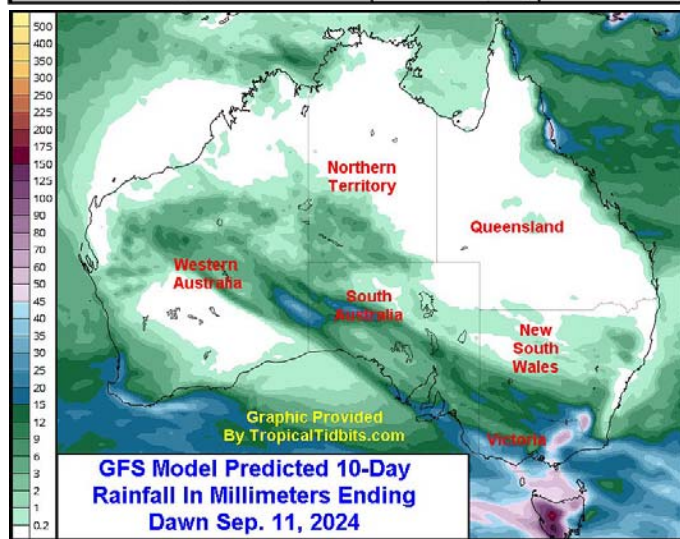 500
400
350
300
250
225
200
175
150
125
90
80
70
60
50
45
40
35
30
25
20
15
12
9
6
3
2
1
0.2
Northern
Territory
Queensland
Western
Australia
South
Australia
New
South
Wales
Victoria
Graphic Provided
By TropicalTidbits.com
GFS Model Predicted 10-Day
Rainfall In Millimeters Ending
Dawn Sep. 11, 2024